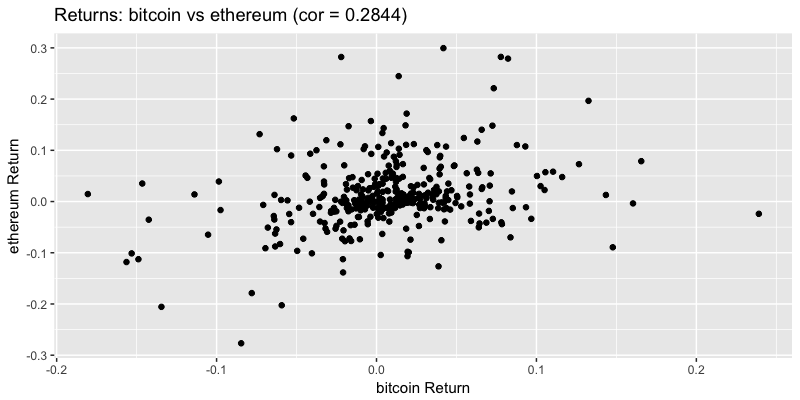 Returns: bitcoin vs ethereum (cor = 0.2844)
0.3
0.2
0.1
0.0
-0.1
-0.2
-0.3
ethereum Return
-0.2 -0.1 0.0 0.1 0.2
bitcoin Return